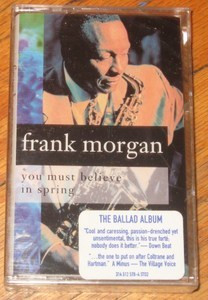 frank morgan
you must believe
in spring
THE BALLAD ALBUM
"Cool and caressing, passion-drenched yet
unsentimental, this is his true forte,
nobody does it better." — Down Beat
"... the one to put on after Coltrane and
Hartman." A Minus — The Village Voice